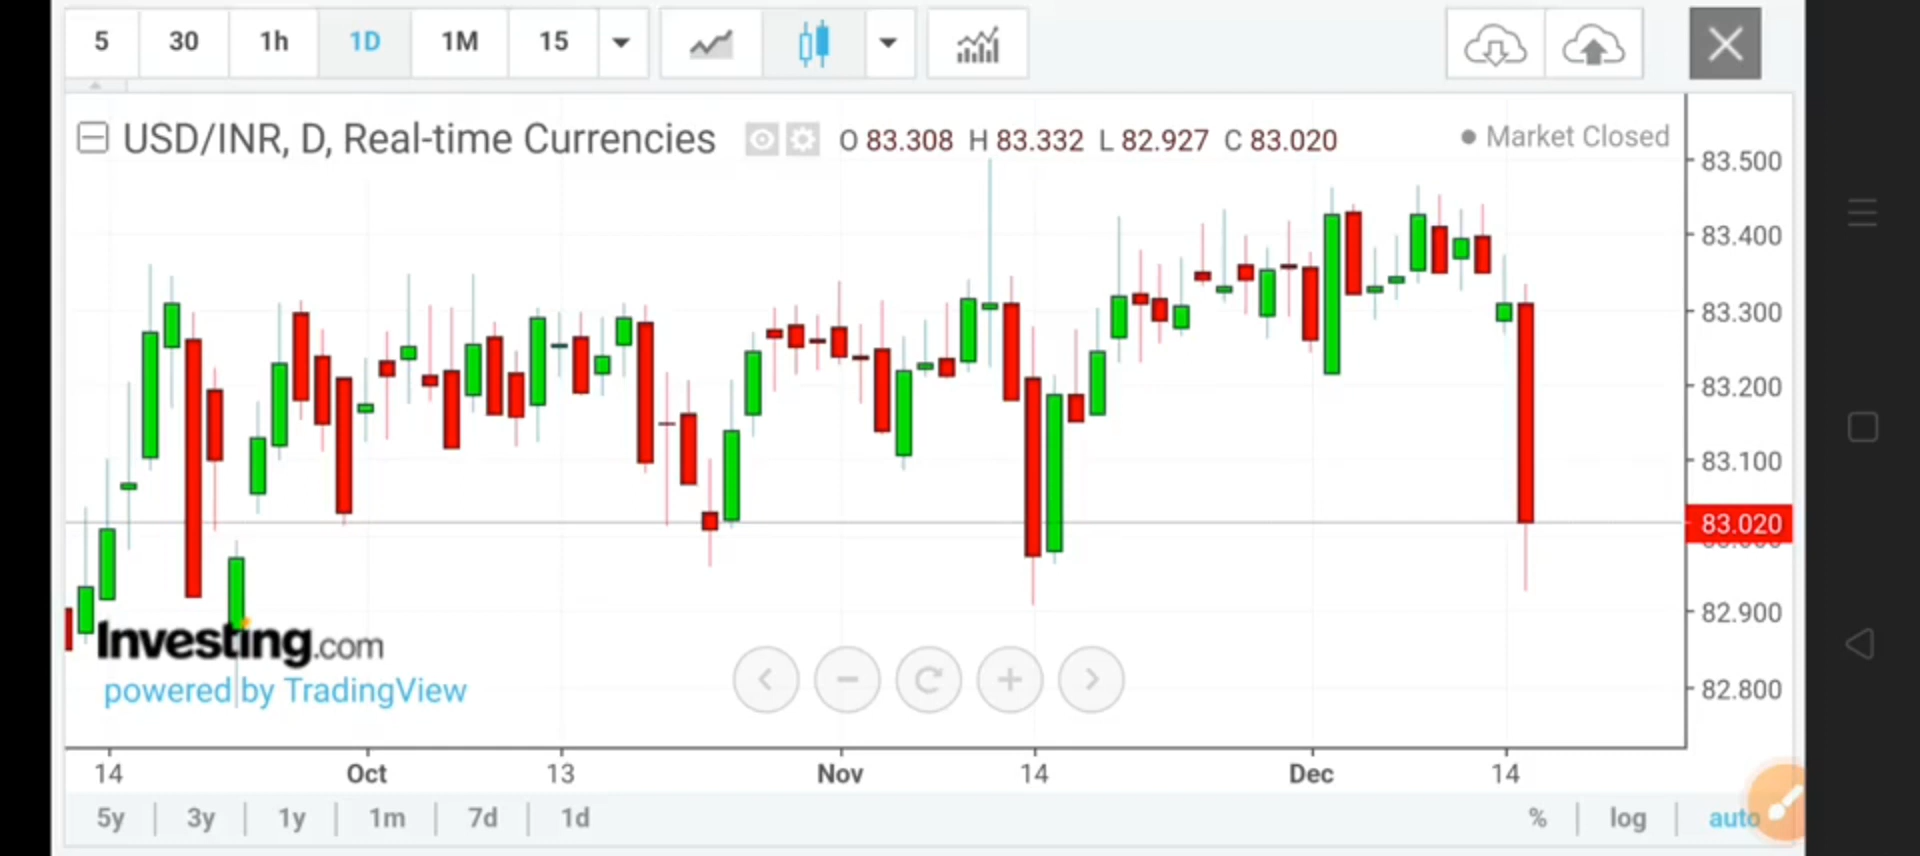 5 30 1h 1D 1M 15
USD/INR, D, Real-time Currencies O 83.308 H 83.332 L 82.927 C 83.020 Market Closed
83.500
83.400
83.300
83.200
83.100
83.020
82.900
82.800
Investing.com
powered by TradingView
14 Oct 13 Nov 14 Dec 14
5y 3y 1y 1m 7d 1d % log auto